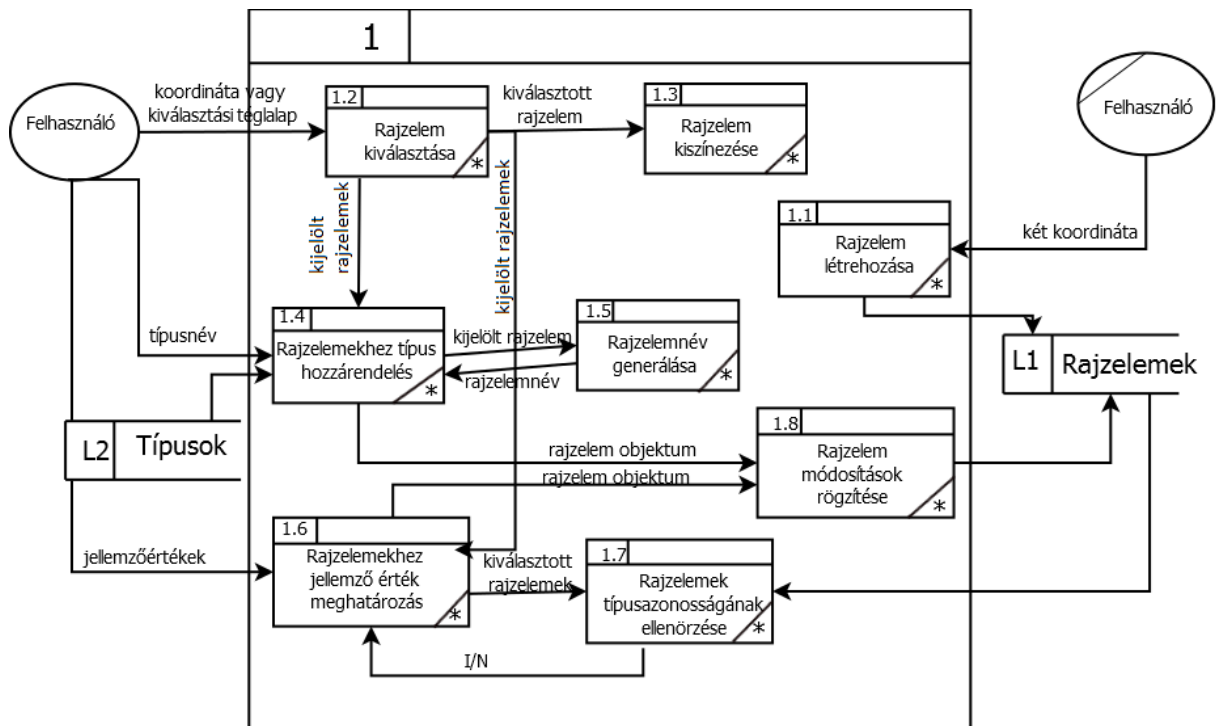 1
Felhasználó
koordináta vagy
kiválasztási téglalap
1.2
Rajzelem
kiválasztása
*
kiválasztott
rajzelem
1.3
Rajzelem
kiszínezése
*
Felhasználó
kijelölt
rajzelemek
kijelölt rajzelemek
1.1
Rajzelem
létrehozása
*
két koordináta
típusnév
1.4
Rajzelemekhez típus
hozzárendelés
*
kijelölt rajzelem
rajzelemnév
1.5
Rajzelemnév
generálása
*
L1
Rajzelemek
L2
Típusok
rajzelem objektum
rajzelem objektum
1.8
Rajzelem
módosítások
rögzítése
*
jellemzőértékek
1.6
Rajzelemekhez
jellemző érték
meghatározás
*
kiválasztott
rajzelemek
1.7
Rajzelemek
típusazonosságának
ellenörzése
*
I/N